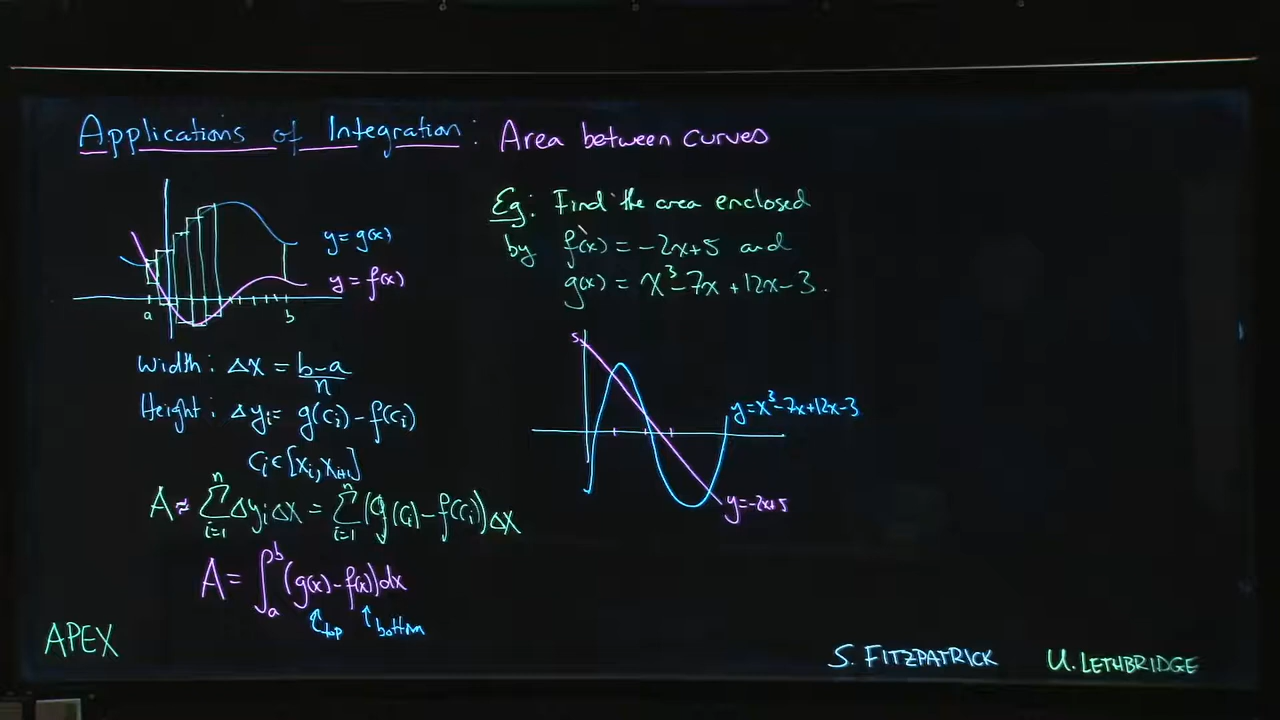 Applications of Integration: Area between curves
y = g(x)
y = f(x)
a
b
Width: Δx = b-a/n
Height: Δyᵢ = g(cᵢ) - f(cᵢ)
cᵢ ∈ [xᵢ, xᵢ₊₁]
A ≈ n∑i=1 Δyᵢ Δx = n∑i=1 (g(cᵢ) - f(cᵢ)) Δx
A = ∫ₐᵇ (g(x) - f(x)) dx
↑ top ↑ bottom
APEX
Eg: Find the area enclosed
by f(x) = -2x+5 and
g(x) = x³-7x+12x-3.
5
y = x³-7x+12x-3
y = -2x+5
S. FITZPATRICK
U. LETHBRIDGE